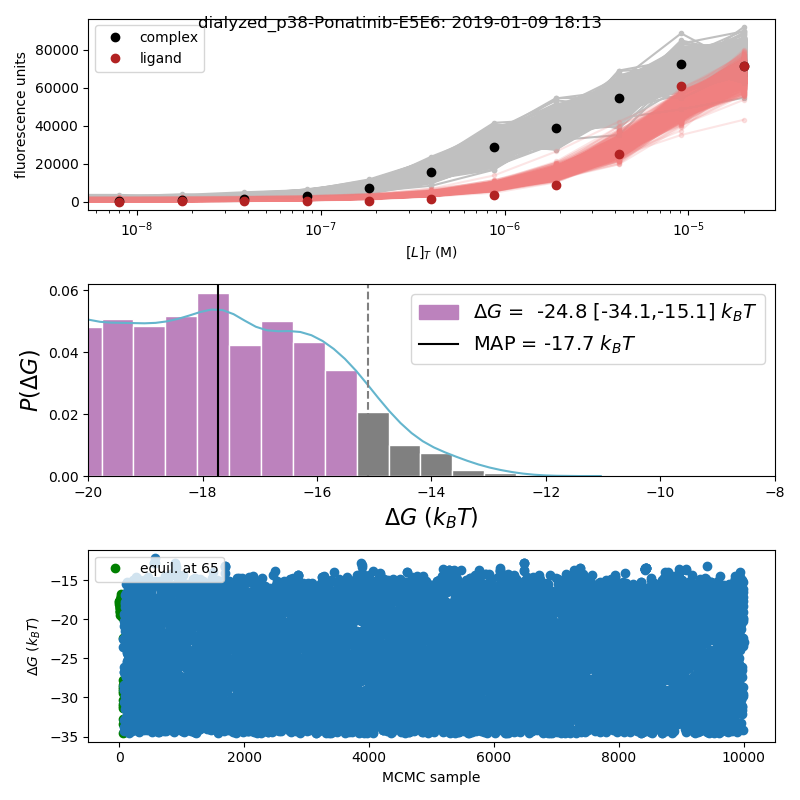 dialyzed_p38-Ponatinib-E5E6: 2019-01-09 18:13
complex
ligand
fluorescence units
80000
60000
40000
20000
0
10⁻⁸ 10⁻⁷ 10⁻⁶ 10⁻⁵
[L]_T (M)
P(ΔG)
0.06
0.04
0.02
0.00
ΔG = -24.8 [-34.1,-15.1] k_BT
MAP = -17.7 k_BT
−20 −18 −16 −14 −12 −10 −8
ΔG (k_BT)
equil. at 65
ΔG (k_BT)
−15
−20
−25
−30
−35
0 2000 4000 6000 8000 10000
MCMC sample